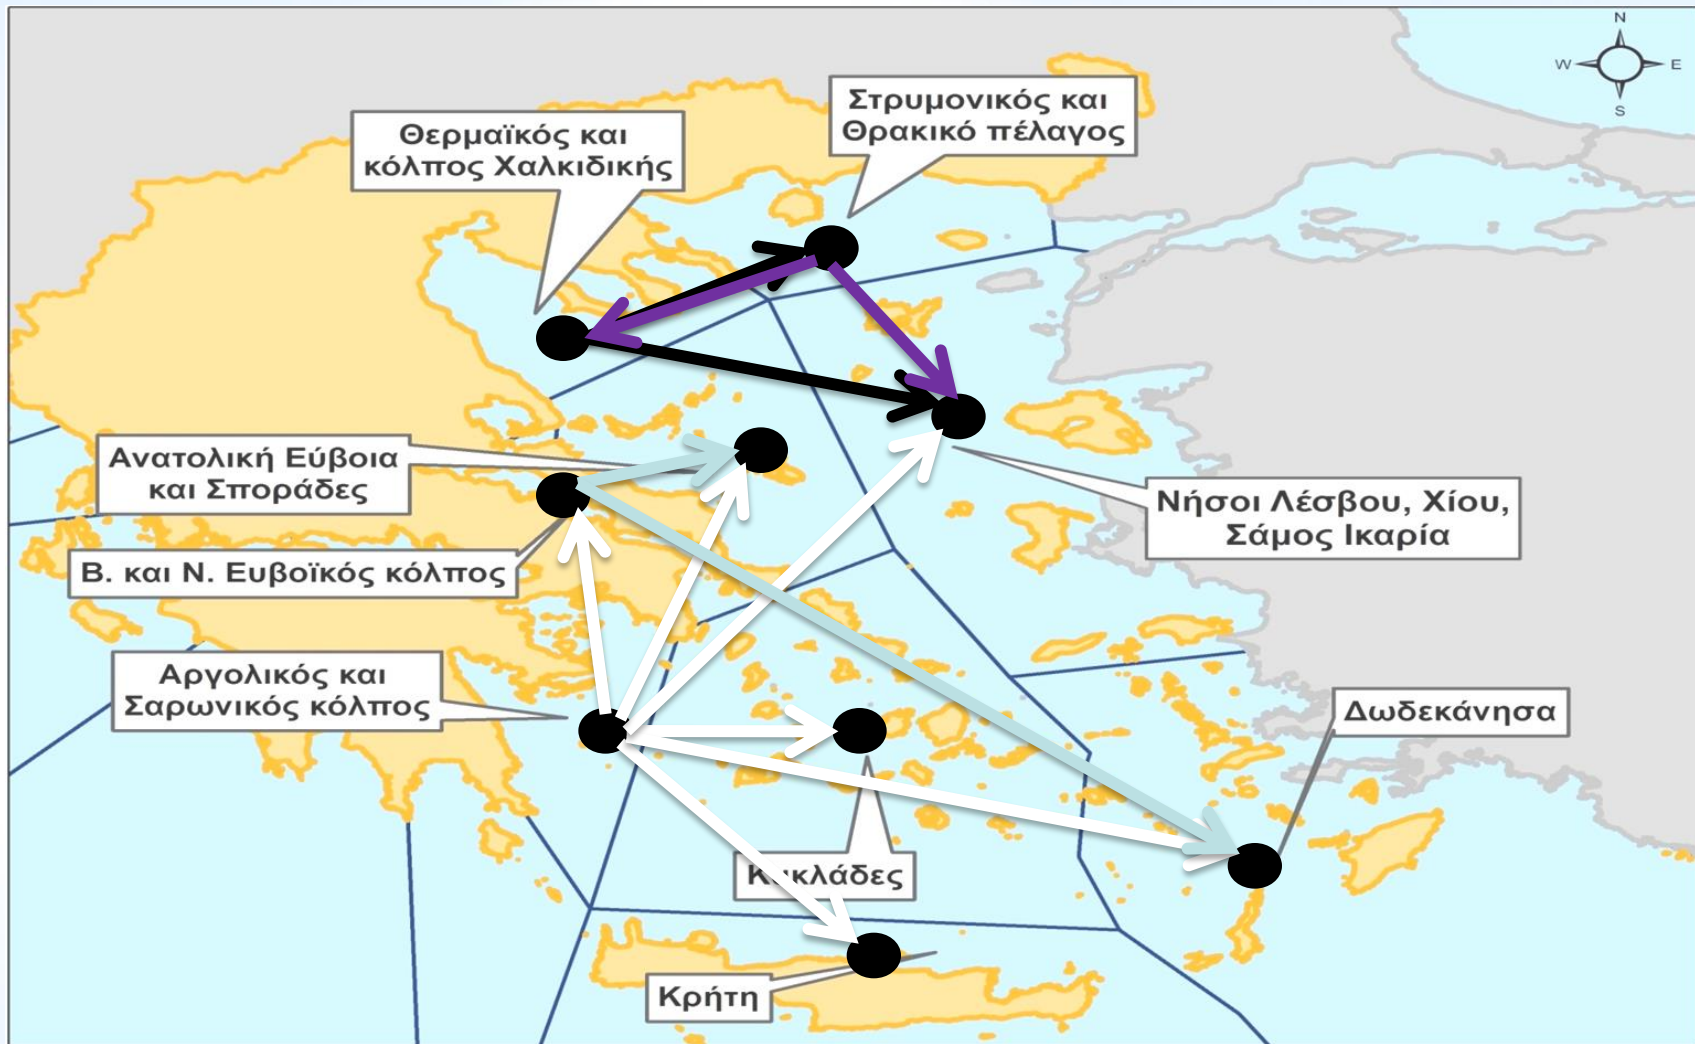 N
W
E
S
Στρυμονικός και
Θρακικό πέλαγος
Θερμαϊκός και
κόλπος Χαλκιδικής
Ανατολική Εύβοια
και Σποράδες
Νήσοι Λέσβου, Χίου,
Σάμος Ικαρία
Β. και Ν. Ευβοϊκός κόλπος
Αργολικός και
Σαρωνικός κόλπος
Δωδεκάνησα
Κυκλάδες
Κρήτη